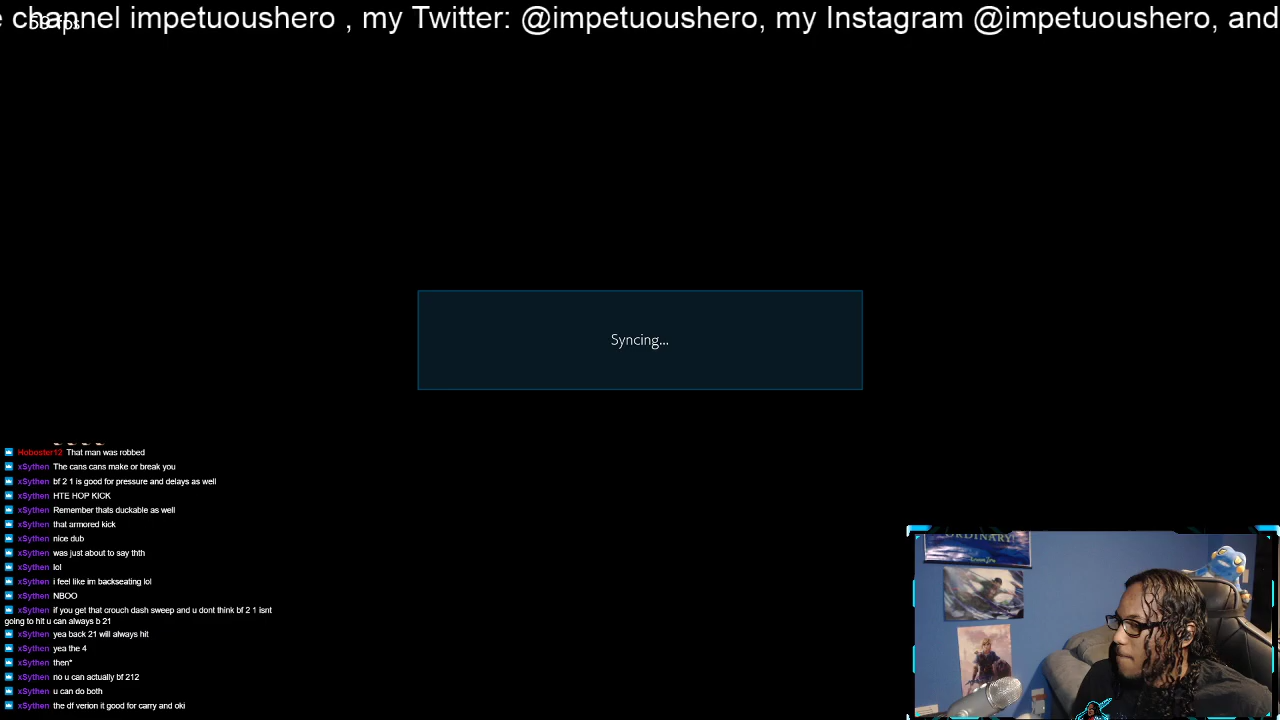 channel impetuoushero , my Twitter: @impetuoushero, my Instagram @impetuoushero, and
fps
Syncing...
Hoboster12 That man was robbed
xSythen The cans cans make or break you
xSythen bf 2 1 is good for pressure and delays as well
xSythen HTE HOP KICK
xSythen Remember thats duckable as well
xSythen that armored kick
xSythen nice dub
xSythen was just about to say thth
xSythen lol
xSythen i feel like im backseating lol
xSythen NBOO
xSythen if you get that crouch dash sweep and u dont think bf 2 1 isnt
going to hit u can always b 21
xSythen yea back 21 will always hit
xSythen yea the 4
xSythen then*
xSythen no u can actually bf 212
xSythen u can do both
xSythen the df verion it good for carry and oki
ORDINARY!